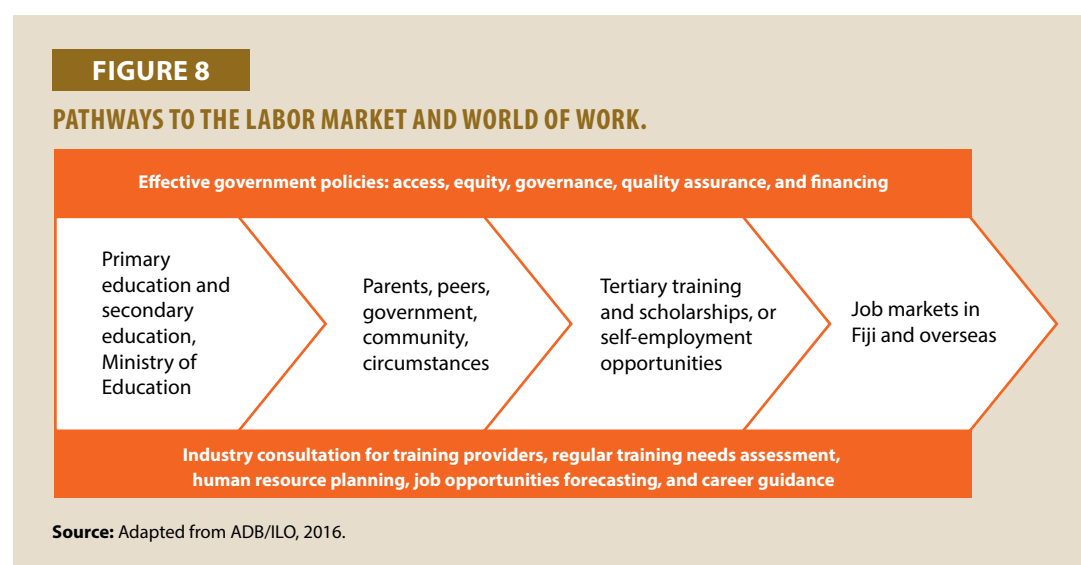 FIGURE 8
PATHWAYS TO THE LABOR MARKET AND WORLD OF WORK.
Effective government policies: access, equity, governance, quality assurance, and financing
Primary
education and
secondary
education,
Ministry of
Education
Parents, peers,
government,
community,
circumstances
Tertiary training
and scholarships, or
self-employment
opportunities
Job markets in
Fiji and overseas
Industry consultation for training providers, regular training needs assessment,
human resource planning, job opportunities forecasting, and career guidance
Source: Adapted from ADB/ILO, 2016.